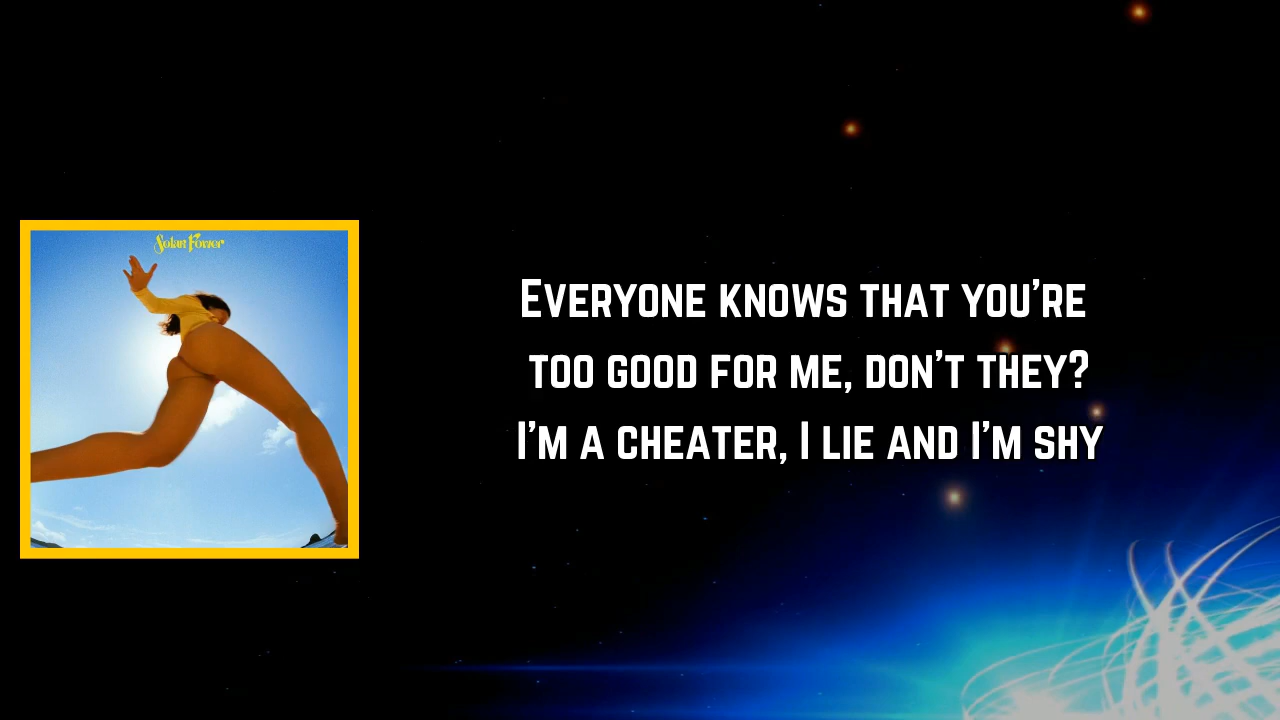 Solar Power
Everyone knows that you're
too good for me, don't they?
I'm a cheater, I lie and I'm shy